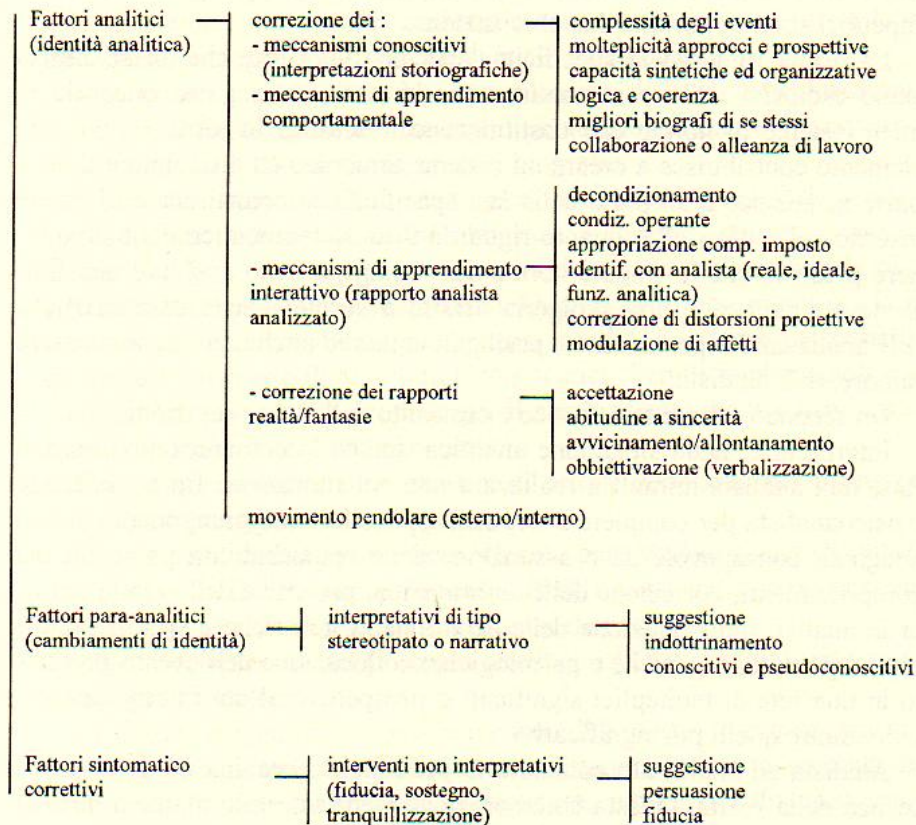 Fattori analitici
(identità analitica)
correzione dei :
- meccanismi conoscitivi
(interpretazioni storiografiche)
- meccanismi di apprendimento
comportamentale
complessità degli eventi
molteplicità approcci e prospettive
capacità sintetiche ed organizzative
logica e coerenza
migliori biografi di se stessi
collaborazione o alleanza di lavoro
- meccanismi di apprendimento
interattivo (rapporto analista
analizzato)
decondizionamento
condiz. operante
appropriazione comp. imposto
identif. con analista (reale, ideale,
funz. analitica)
correzione di distorsioni proiettive
modulazione di affetti
- correzione dei rapporti
realtà/fantasie
accettazione
abitudine a sincerità
avvicinamento/allontanamento
obbiettivazione (verbalizzazione)
movimento pendolare (esterno/interno)
Fattori para-analitici
(cambiamenti di identità)
interpretativi di tipo
stereotipato o narrativo
suggestione
indottrinamento
conoscitivi e pseudoconoscitivi
Fattori sintomatico
correttivi
interventi non interpretativi
(fiducia, sostegno,
tranquillizzazione)
suggestione
persuasione
fiducia